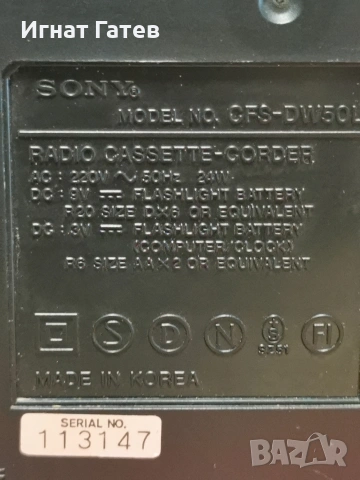 Игнат Гатев
SONY®
MODEL NO. CFS-DW50L
RADIO CASSETTE-CORDER
AC : 220V ～ 50Hz 24W
DC : 9V ⎓ FLASHLIGHT BATTERY
R20 SIZE D×6 OR EQUIVALENT
DC : 3V ⎓ FLASHLIGHT BATTERY
(COMPUTER/CLOCK)
R6 SIZE AA×2 OR EQUIVALENT
S D N FI
MADE IN KOREA
SERIAL NO.
113147
BAZAR